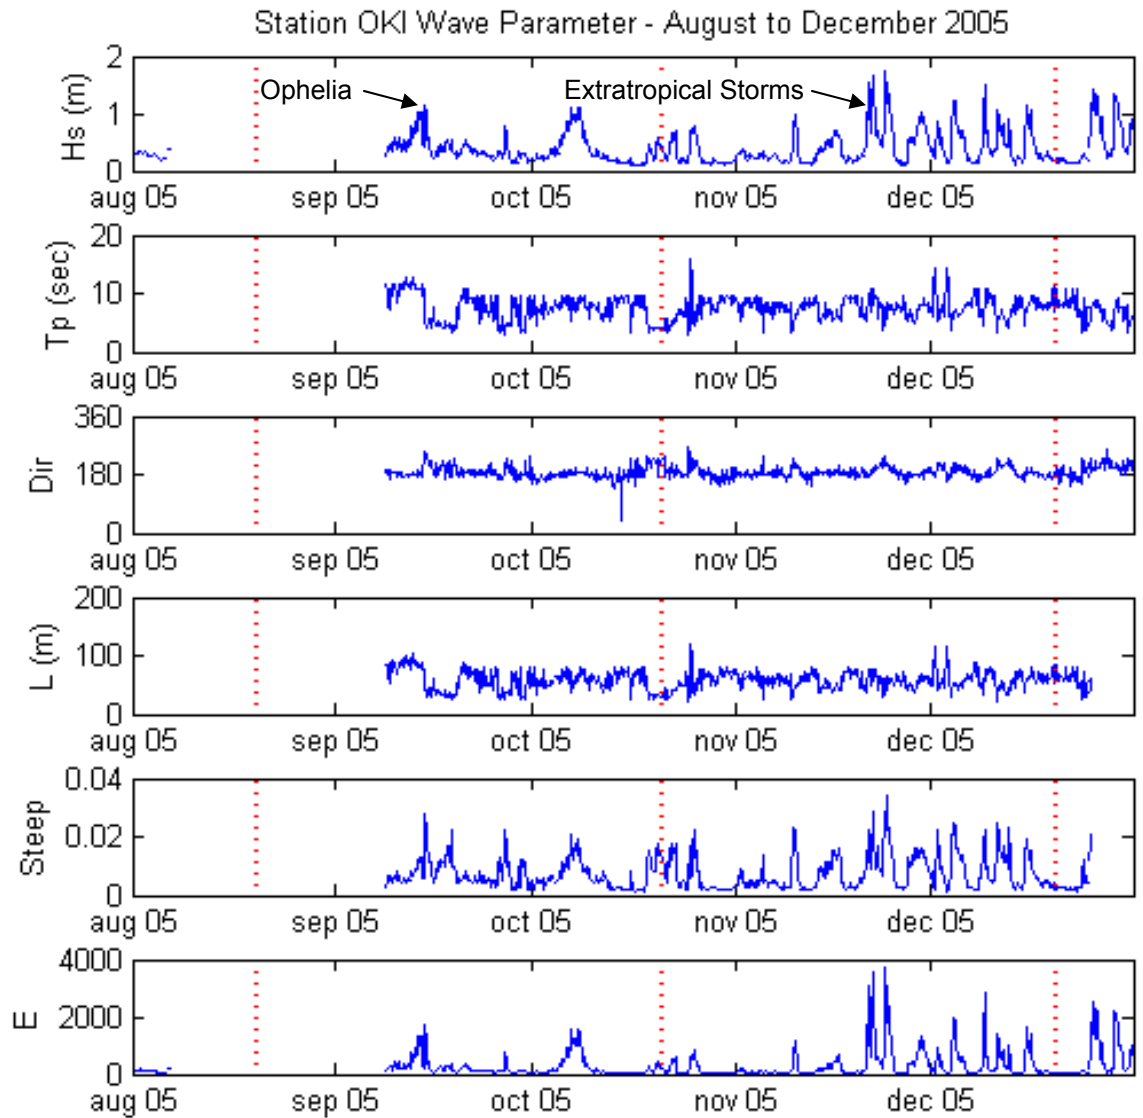 Station OKI Wave Parameter - August to December 2005
2
Ophelia
Extratropical Storms
Hs (m)
1
0
aug 05 sep 05 oct 05 nov 05 dec 05
20
Tp (sec)
10
0
aug 05 sep 05 oct 05 nov 05 dec 05
360
Dir
180
0
aug 05 sep 05 oct 05 nov 05 dec 05
200
L (m)
100
0
aug 05 sep 05 oct 05 nov 05 dec 05
0.04
Steep
0.02
0
aug 05 sep 05 oct 05 nov 05 dec 05
4000
E
2000
0
aug 05 sep 05 oct 05 nov 05 dec 05